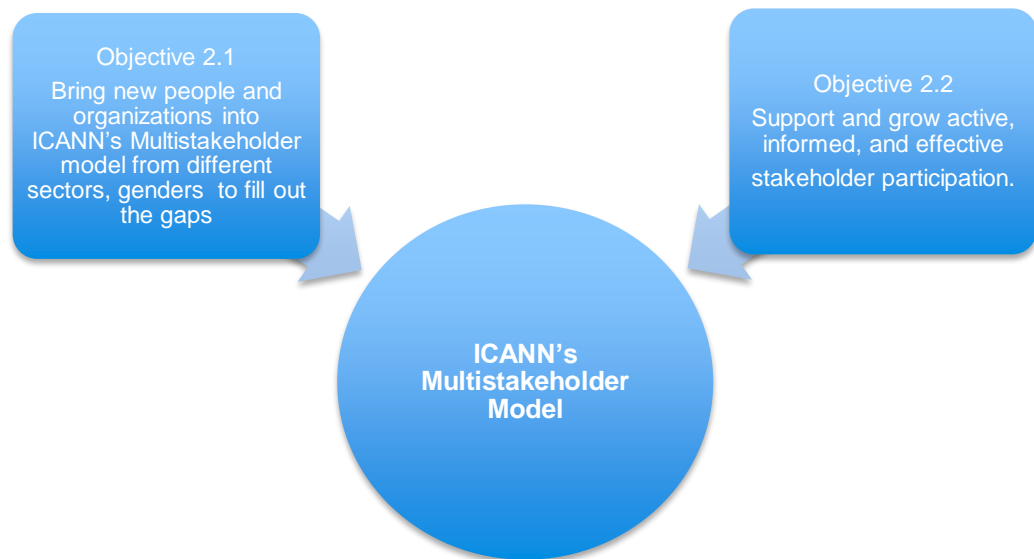 Objective 2.1
Bring new people and
organizations into
ICANN’s Multistakeholder
model from different
sectors, genders  to fill out
the gaps
Objective 2.2
Support and grow active,
informed, and effective
stakeholder participation.
ICANN’s
Multistakeholder
Model